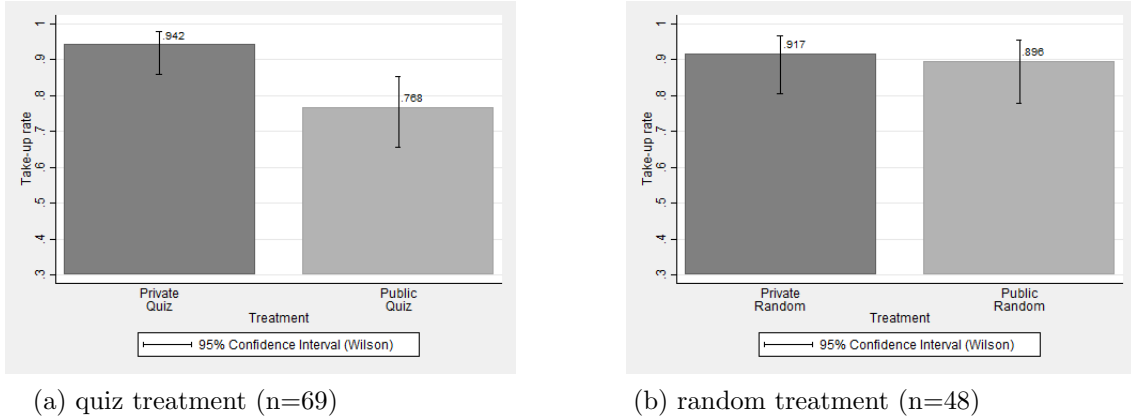 Take-up rate
1
.9
.8
.7
.6
.5
.4
.3
.942
.768
Private
Quiz
Public
Quiz
Treatment
95% Confidence Interval (Wilson)
(a) quiz treatment (n=69)
Take-up rate
1
.9
.8
.7
.6
.5
.4
.3
.917
.896
Private
Random
Public
Random
Treatment
95% Confidence Interval (Wilson)
(b) random treatment (n=48)